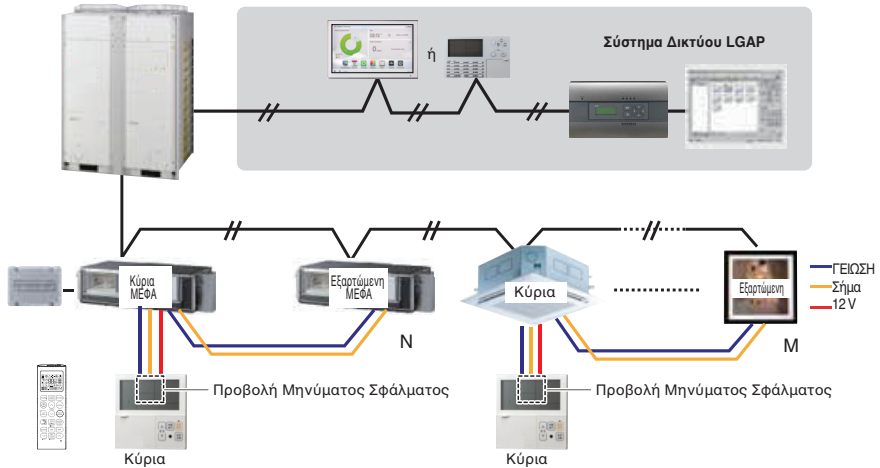 ή
Σύστημα Δικτύου LGAP
Κύρια
ΜΕΦΑ
Εξαρτώμενη
ΜΕΦΑ
Κύρια
Εξαρτώμενη
ΓΕΙΩΣΗ
Σήμα
12 V
N
M
Προβολή Μηνύματος Σφάλματος
Προβολή Μηνύματος Σφάλματος
Κύρια
Κύρια